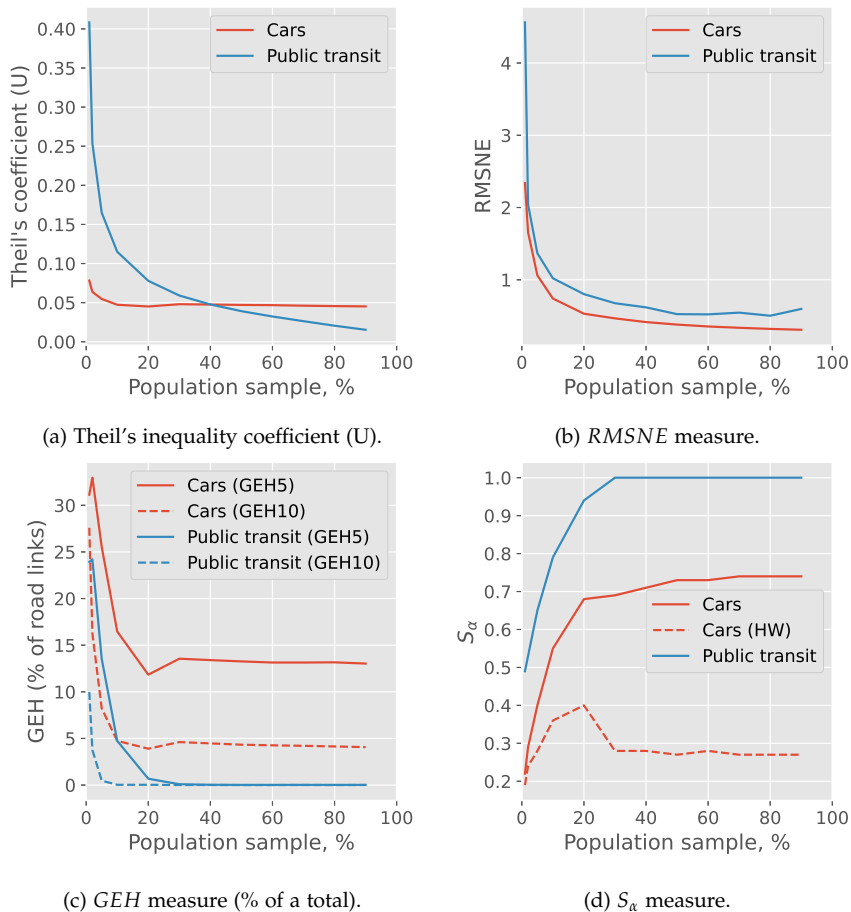 Theil's coefficient (U)
0.40
0.35
0.30
0.25
0.20
0.15
0.10
0.05
0.00
Cars
Public transit
0 20 40 60 80 100
Population sample, %
(a) Theil's inequality coefficient (U).
RMSNE
4
3
2
1
Cars
Public transit
0 20 40 60 80 100
Population sample, %
(b) RMSNE measure.
GEH (% of road links)
30
25
20
15
10
5
0
Cars (GEH5)
Cars (GEH10)
Public transit (GEH5)
Public transit (GEH10)
0 20 40 60 80 100
Population sample, %
(c) GEH measure (% of a total).
Sα
1.0
0.9
0.8
0.7
0.6
0.5
0.4
0.3
0.2
Cars
Cars (HW)
Public transit
0 20 40 60 80 100
Population sample, %
(d) Sα measure.